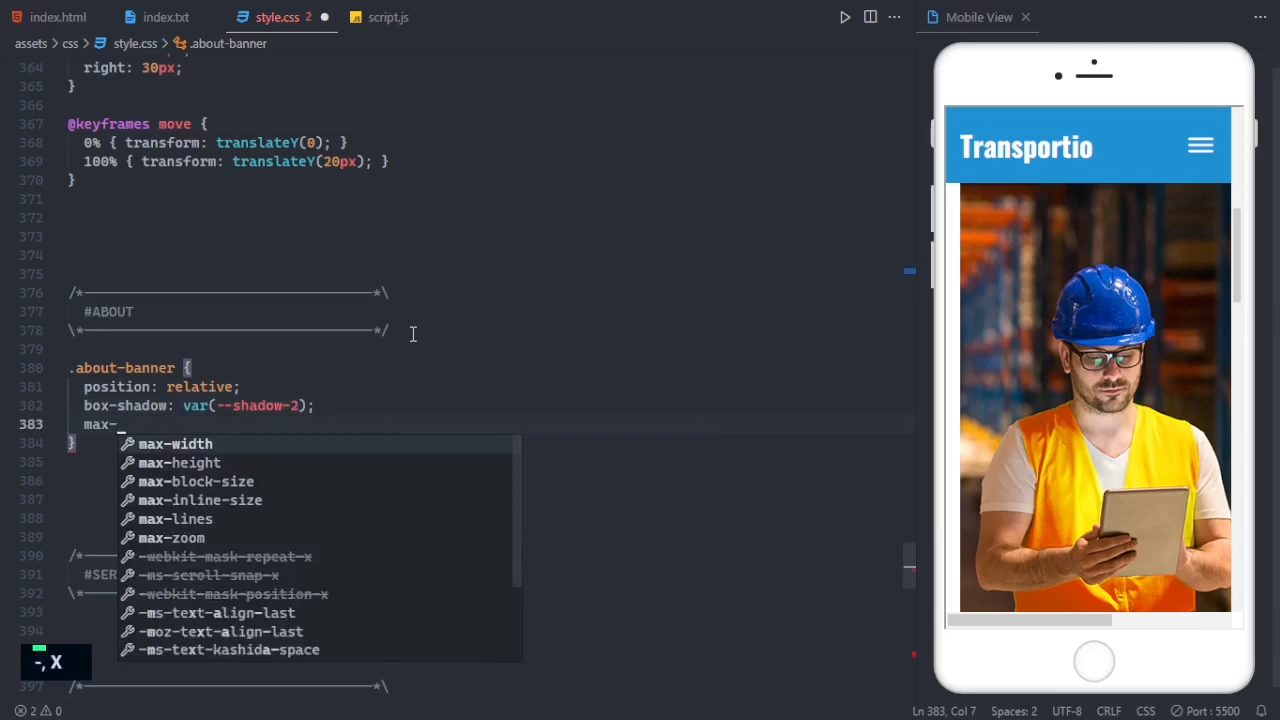 index.html
index.txt
style.css 2
script.js
Mobile View
assets > css > style.css > .about-banner
364 right: 30px;
365 }
366
367 @keyframes move {
368 0% { transform: translateY(0); }
369 100% { transform: translateY(20px); }
370 }
371
372
373
374
375
376 /*-----------------------------------*\
377 #ABOUT
378 \*-----------------------------------*/
379
380 .about-banner {
381 position: relative;
382 box-shadow: var(--shadow-2);
383 max-
384 }
385
386
387
388
389
390 /*
391 #SER
392 \*
393
394
397 /*-----------------------------------*\
max-width
max-height
max-block-size
max-inline-size
max-lines
max-zoom
-webkit-mask-repeat-x
-ms-scroll-snap-x
-webkit-mask-position-x
-ms-text-align-last
-moz-text-align-last
-ms-text-kashida-space
-, X
Transportio
2 0
Ln 383, Col 7
Spaces: 2
UTF-8
CRLF
CSS
Port : 5500